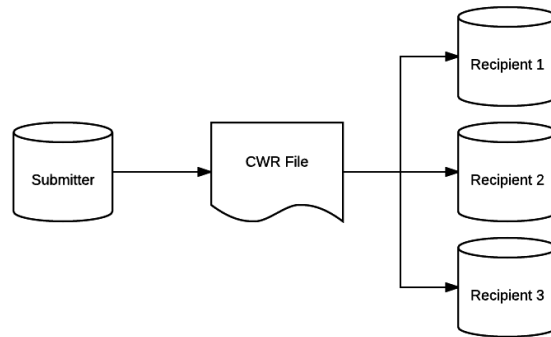 Submitter
CWR File
Recipient 1
Recipient 2
Recipient 3